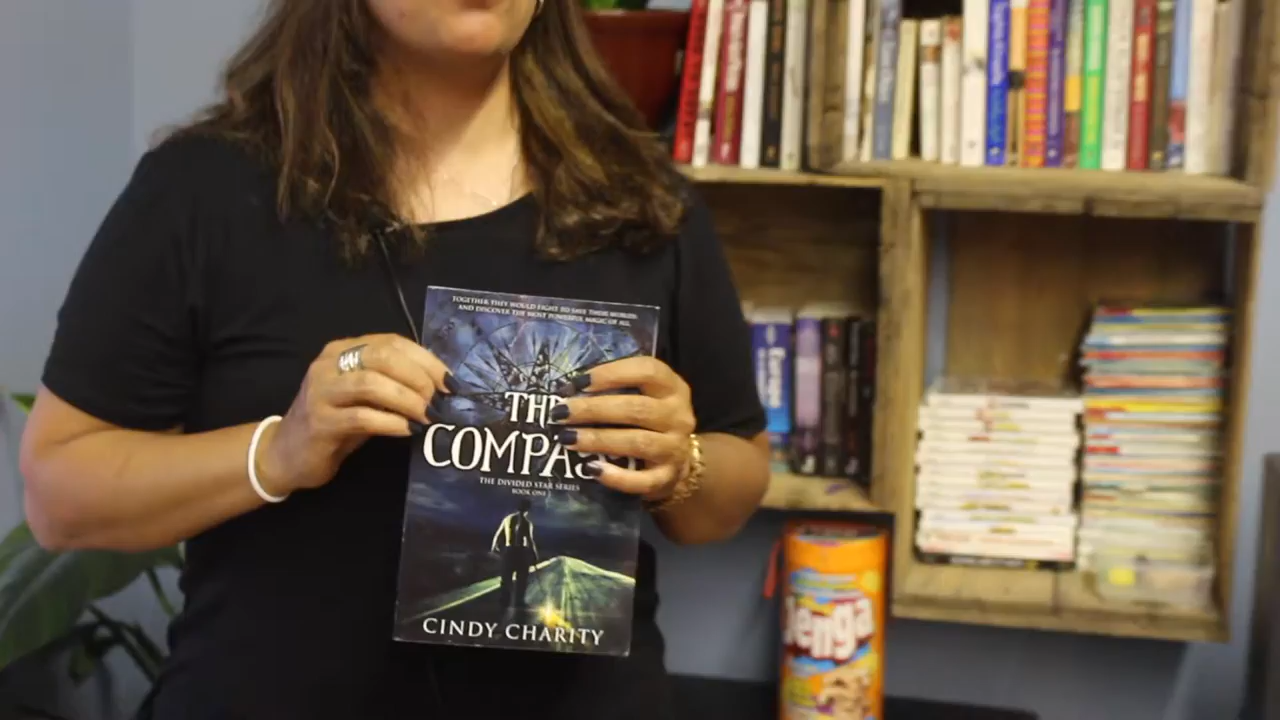 TOGETHER THEY WOULD FIGHT TO SAVE THEIR WORLDS
AND DISCOVER THE MOST POWERFUL MAGIC OF ALL.
THE
COMPAS
THE DIVIDED STAR SERIES
BOOK ONE
CINDY CHARITY
Jenga